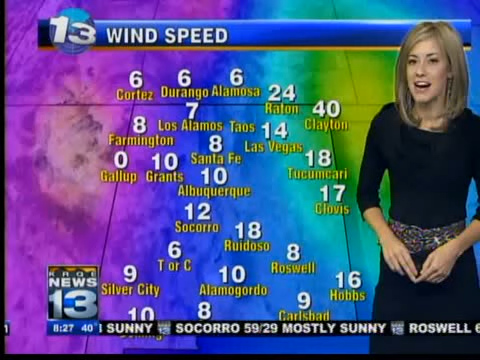 13 WIND SPEED
6 6 6
Cortez Durango Alamosa
24 40
Raton Clayton
7
Los Alamos Taos
8 14
Farmington Las Vegas
8
Santa Fe
0 10 18
Gallup Grants Tucumcari
10
Albuquerque
17
Clovis
12
Socorro
18
Ruidoso
6
T or C
8
Roswell
9 10 16
Silver City Alamogordo Hobbs
9
Carlsbad
10 8
KRQE
NEWS
13
8:27 40° SUNNY SOCORRO 59/29 MOSTLY SUNNY ROSWELL